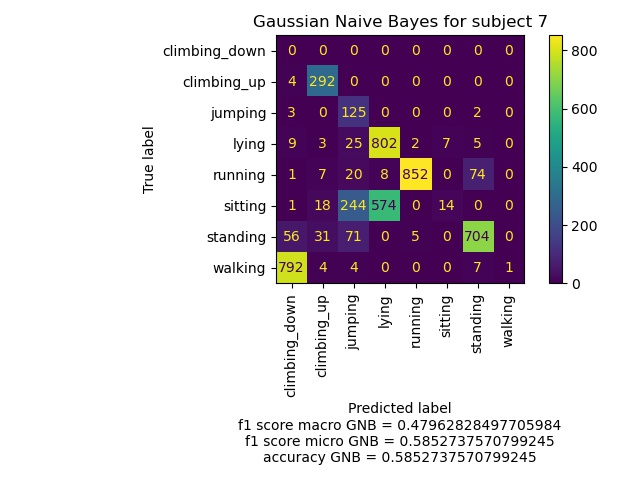 Gaussian Naive Bayes for subject 7
climbing_down 0 0 0 0 0 0 0 0
climbing_up 4 292 0 0 0 0 0 0
jumping 3 0 125 0 0 0 2 0
lying 9 3 25 802 2 7 5 0
running 1 7 20 8 852 0 74 0
sitting 1 18 244 574 0 14 0 0
standing 56 31 71 0 5 0 704 0
walking 792 4 4 0 0 0 7 1
True label
climbing_down climbing_up jumping lying running sitting standing walking
Predicted label
800
600
400
200
0
f1 score macro GNB = 0.47962828497705984
f1 score micro GNB = 0.5852737570799245
accuracy GNB = 0.5852737570799245